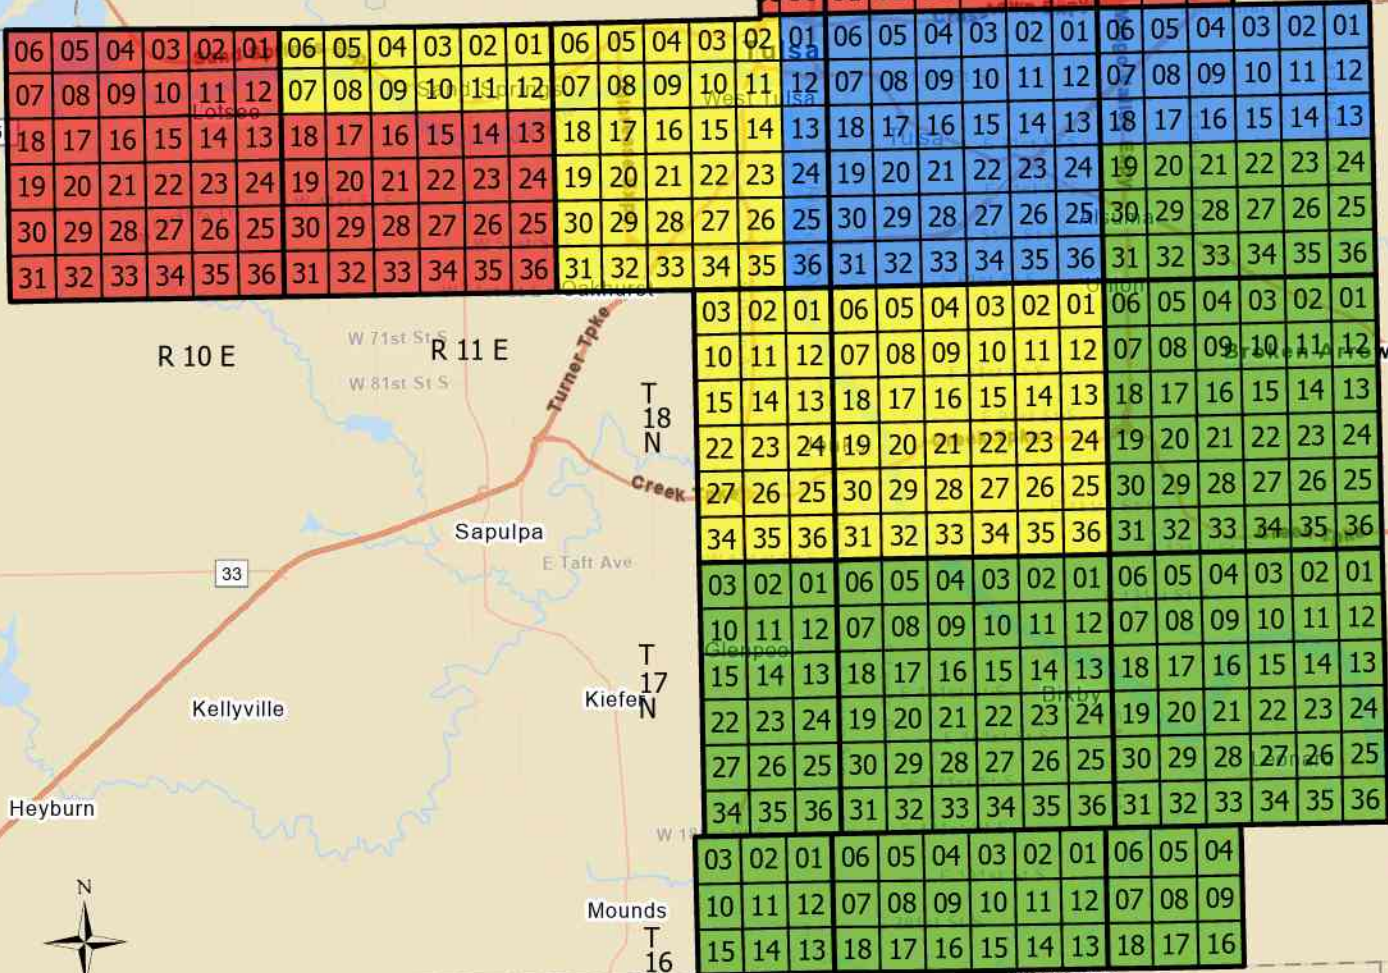 06 05 04 03 02 01 06 05 04 03 02 01 06 05 04 03 02 01 06 05 04 03 02 01 06 05 04 03 02 01
Tulsa
07 08 09 10 11 12 07 08 09 10 11 12 07 08 09 10 11 12 07 08 09 10 11 12 07 08 09 10 11 12
Lotsee
Sand Springs
West Tulsa
18 17 16 15 14 13 18 17 16 15 14 13 18 17 16 15 14 13 18 17 16 15 14 13 18 17 16 15 14 13
Tulsa
19 20 21 22 23 24 19 20 21 22 23 24 19 20 21 22 23 24 19 20 21 22 23 24 19 20 21 22 23 24
30 29 28 27 26 25 30 29 28 27 26 25 30 29 28 27 26 25 30 29 28 27 26 25 30 29 28 27 26 25
Alsuma
31 32 33 34 35 36 31 32 33 34 35 36 31 32 33 34 35 36 31 32 33 34 35 36 31 32 33 34 35 36
Oakhurst
Union
03 02 01 06 05 04 03 02 01 06 05 04 03 02 01
W 71st St S
R 10 E
R 11 E
Turner Tpke
10 11 12 07 08 09 10 11 12 07 08 09 10 11 12
Broken Arrow
W 81st St S
T
18
N
15 14 13 18 17 16 15 14 13 18 17 16 15 14 13
22 23 24 19 20 21 22 23 24 19 20 21 22 23 24
Creek Tpke
Creek Tpke
27 26 25 30 29 28 27 26 25 30 29 28 27 26 25
Sapulpa
34 35 36 31 32 33 34 35 36 31 32 33 34 35 36
Creek Tpke
E Taft Ave
33
03 02 01 06 05 04 03 02 01 06 05 04 03 02 01
10 11 12 07 08 09 10 11 12 07 08 09 10 11 12
Glenpoo
T
17
N
15 14 13 18 17 16 15 14 13 18 17 16 15 14 13
Kiefer
Bixby
Kellyville
22 23 24 19 20 21 22 23 24 19 20 21 22 23 24
27 26 25 30 29 28 27 26 25 30 29 28 27 26 25
Leonard
Heyburn
34 35 36 31 32 33 34 35 36 31 32 33 34 35 36
W 18
03 02 01 06 05 04 03 02 01 06 05 04
N
10 11 12 07 08 09 10 11 12 07 08 09
Mounds
T
16
15 14 13 18 17 16 15 14 13 18 17 16